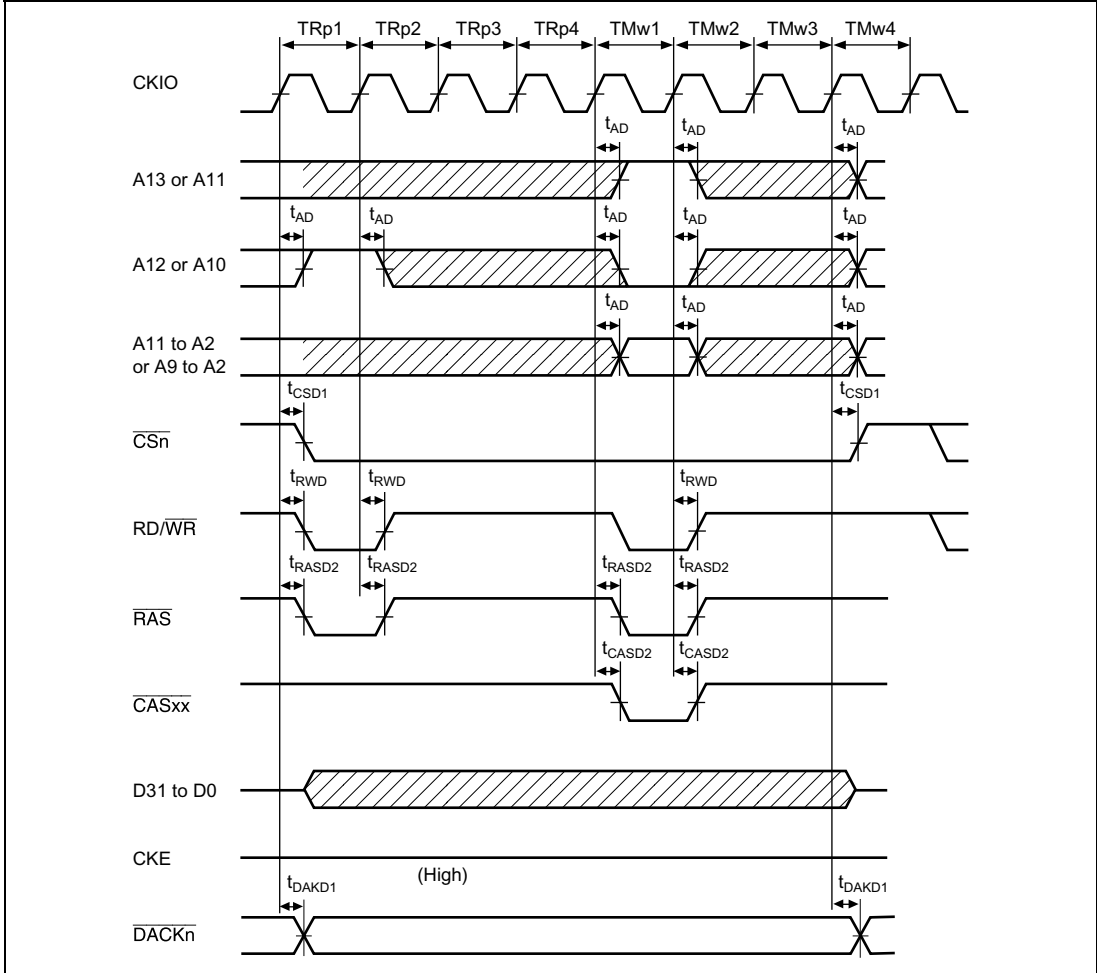 TRp1 TRp2 TRp3 TRp4 TMw1 TMw2 TMw3 TMw4
CKIO
tAD tAD tAD
A13 or A11
tAD tAD tAD tAD tAD
A12 or A10
tAD tAD tAD
A11 to A2
or A9 to A2
tCSD1 tCSD1
CSn
tRWD tRWD tRWD
RD/WR
tRASD2 tRASD2 tRASD2 tRASD2
RAS
tCASD2 tCASD2
CASxx
D31 to D0
CKE
(High)
tDAKD1 tDAKD1
DACKn